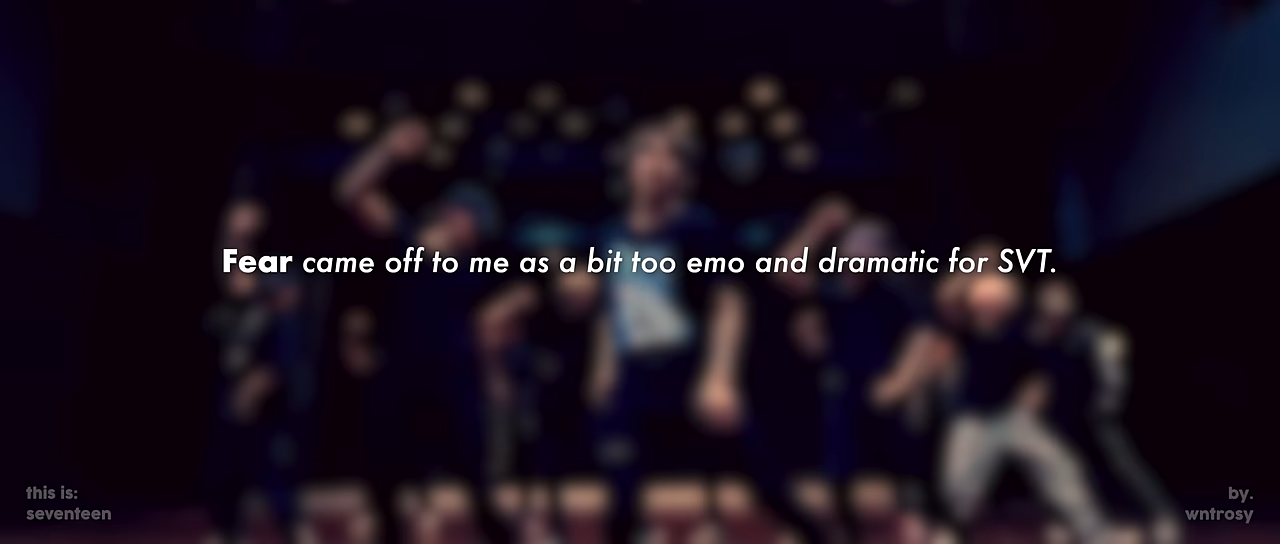 Fear came off to me as a bit too emo and dramatic for SVT.
this is:
seventeen
by.
wntrosy